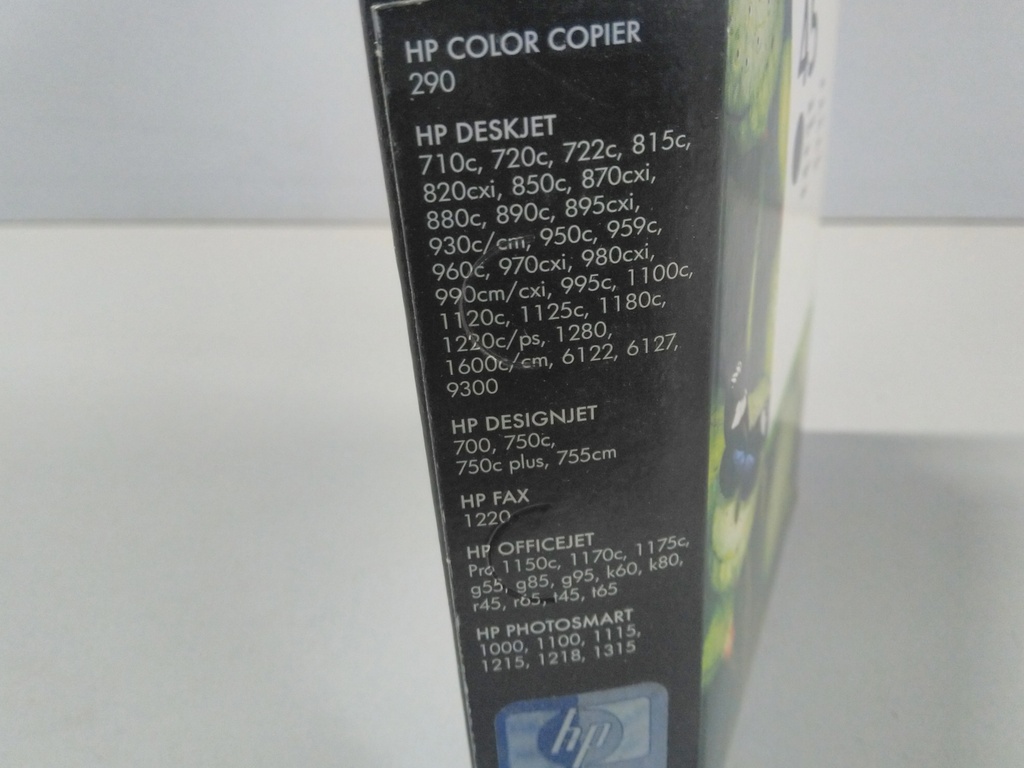 HP COLOR COPIER
290
HP DESKJET
710c, 720c, 722c, 815c,
820cxi, 850c, 870cxi,
880c, 890c, 895cxi,
930c/cm, 950c, 959c,
960c, 970cxi, 980cxi,
990cm/cxi, 995c, 1100c,
1120c, 1125c, 1180c,
1220c/ps, 1280,
1600c/cm, 6122, 6127,
9300
HP DESIGNJET
700, 750c,
750c plus, 755cm
HP FAX
1220
HP OFFICEJET
Pro 1150c, 1170c, 1175c,
g55, g85, g95, k60, k80,
r45, r65, t45, t65
HP PHOTOSMART
1000, 1100, 1115,
1215, 1218, 1315
hp
45